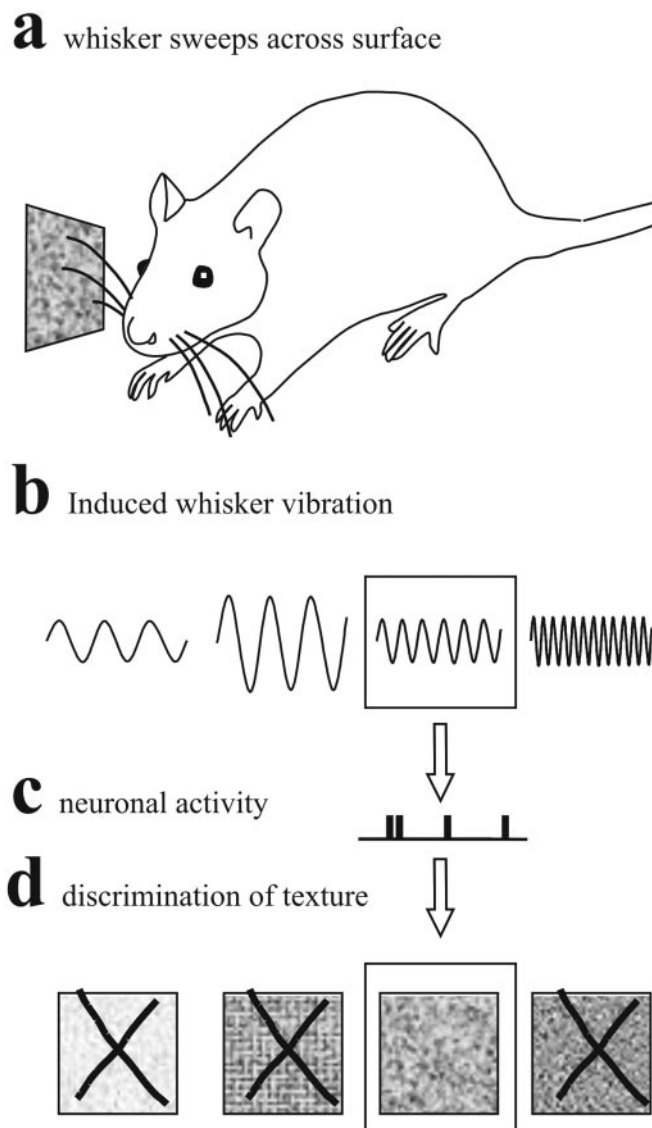 a whisker sweeps across surface
b Induced whisker vibration
c neuronal activity
d discrimination of texture